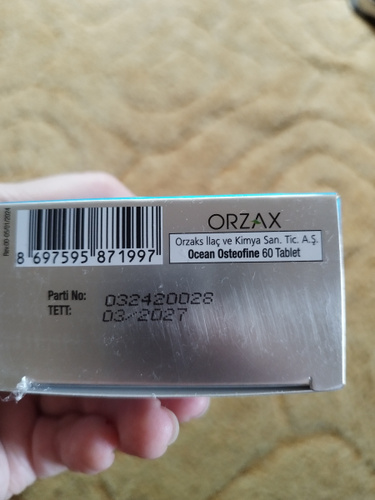 ORZAX
Orzaks İlaç ve Kimya San. Tic. A.Ş.
Ocean Osteofine 60 Tablet
8 697595 871997
Parti No: 032420028
TETT: 03/2027